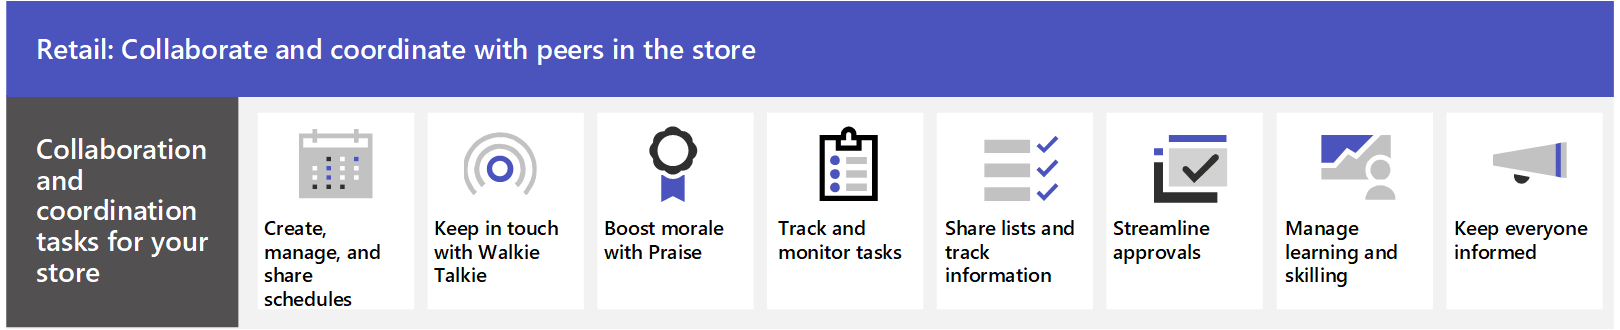 Retail: Collaborate and coordinate with peers in the store
Collaboration
and
coordination
tasks for your
store
Create,
manage, and
share
schedules
Keep in touch
with Walkie
Talkie
Boost morale
with Praise
Track and
monitor tasks
Share lists and
track
information
Streamline
approvals
Manage
learning and
skilling
Keep everyone
informed